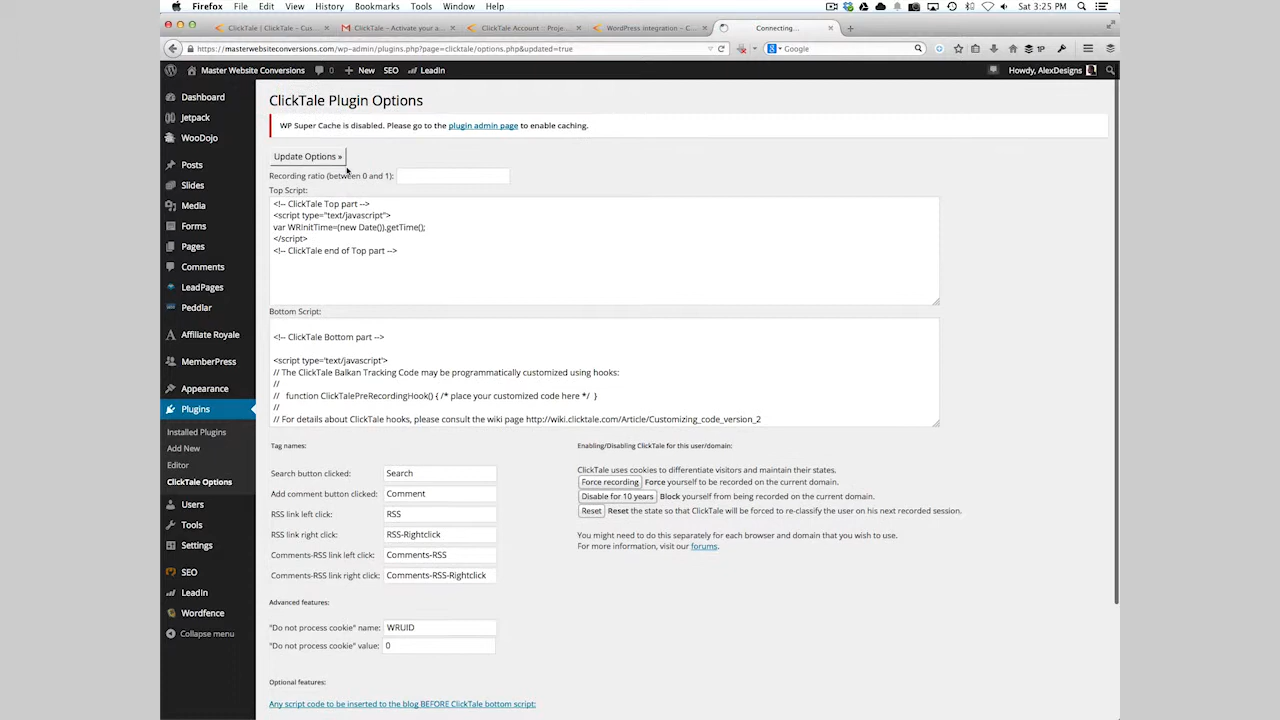 Firefox File Edit View History Bookmarks Tools Window Help Sat 3:25 PM
ClickTale | ClickTale - Cus... ClickTale - Activate your a... ClickTale Account :: Proje... WordPress integration – C... Connecting...
https://masterwebsiteconversions.com/wp-admin/plugins.php?page=clicktale/options.php&updated=true Google 1P
Master Website Conversions 0 New SEO LeadIn Howdy, AlexDesigns
Dashboard
Jetpack
WooDojo
Posts
Slides
Media
Forms
Pages
Comments
LeadPages
Peddlar
Affiliate Royale
MemberPress
Appearance
Plugins
Installed Plugins
Add New
Editor
ClickTale Options
Users
Tools
Settings
SEO
LeadIn
Wordfence
Collapse menu
ClickTale Plugin Options
WP Super Cache is disabled. Please go to the plugin admin page to enable caching.
Update Options »
Recording ratio (between 0 and 1):
Top Script:
<!-- ClickTale Top part -->
<script type="text/javascript">
var WRInitTime=(new Date()).getTime();
</script>
<!-- ClickTale end of Top part -->
Bottom Script:
<!-- ClickTale Bottom part -->
<script type='text/javascript'>
// The ClickTale Balkan Tracking Code may be programmatically customized using hooks:
//
// function ClickTalePreRecordingHook() { /* place your customized code here */ }
//
// For details about ClickTale hooks, please consult the wiki page http://wiki.clicktale.com/Article/Customizing_code_version_2
Tag names:
Search button clicked: Search
Add comment button clicked: Comment
RSS link left click: RSS
RSS link right click: RSS-Rightclick
Comments-RSS link left click: Comments-RSS
Comments-RSS link right click: Comments-RSS-Rightclick
Enabling/Disabling ClickTale for this user/domain:
ClickTale uses cookies to differentiate visitors and maintain their states.
Force recording Force yourself to be recorded on the current domain.
Disable for 10 years Block yourself from being recorded on the current domain.
Reset Reset the state so that ClickTale will be forced to re-classify the user on his next recorded session.
You might need to do this separately for each browser and domain that you wish to use.
For more information, visit our forums.
Advanced features:
"Do not process cookie" name: WRUID
"Do not process cookie" value: 0
Optional features:
Any script code to be inserted to the blog BEFORE ClickTale bottom script: